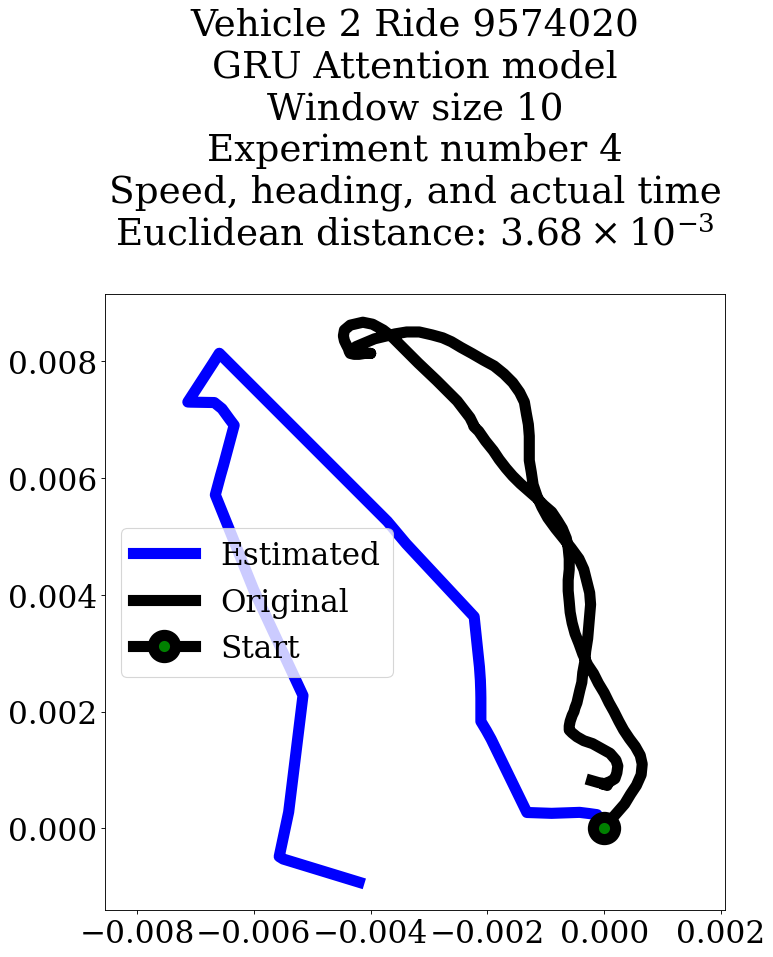 Vehicle 2 Ride 9574020
GRU Attention model
Window size 10
Experiment number 4
Speed, heading, and actual time
Euclidean distance: 3.68 × 10⁻³
0.008
0.006
0.004
0.002
0.000
Estimated
Original
Start
−0.008 −0.006 −0.004 −0.002 0.000 0.002